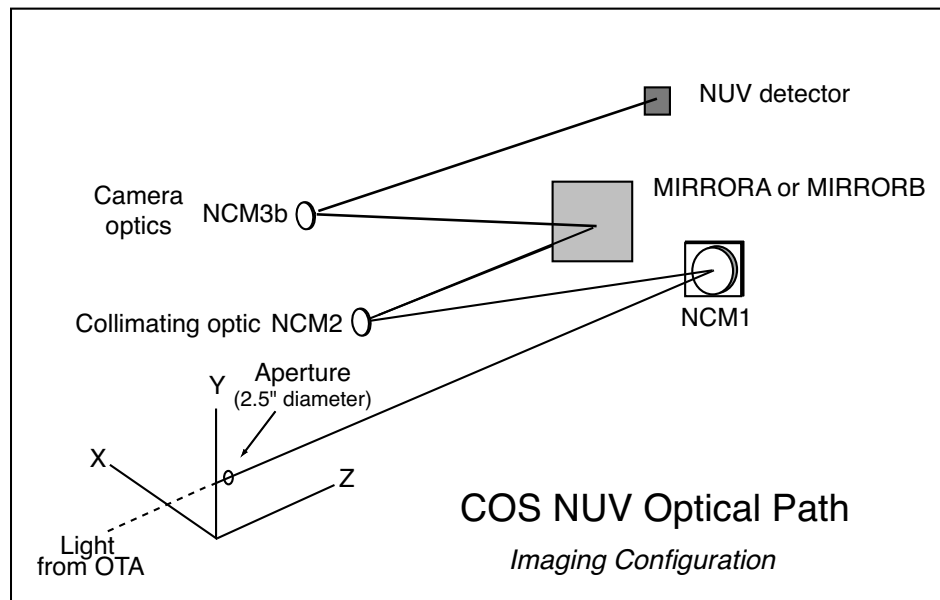 NUV detector
MIRRORA or MIRRORB
Camera
optics
NCM3b
Collimating optic NCM2
NCM1
Aperture
(2.5" diameter)
Y
X
Z
Light
from OTA
COS NUV Optical Path
Imaging Configuration